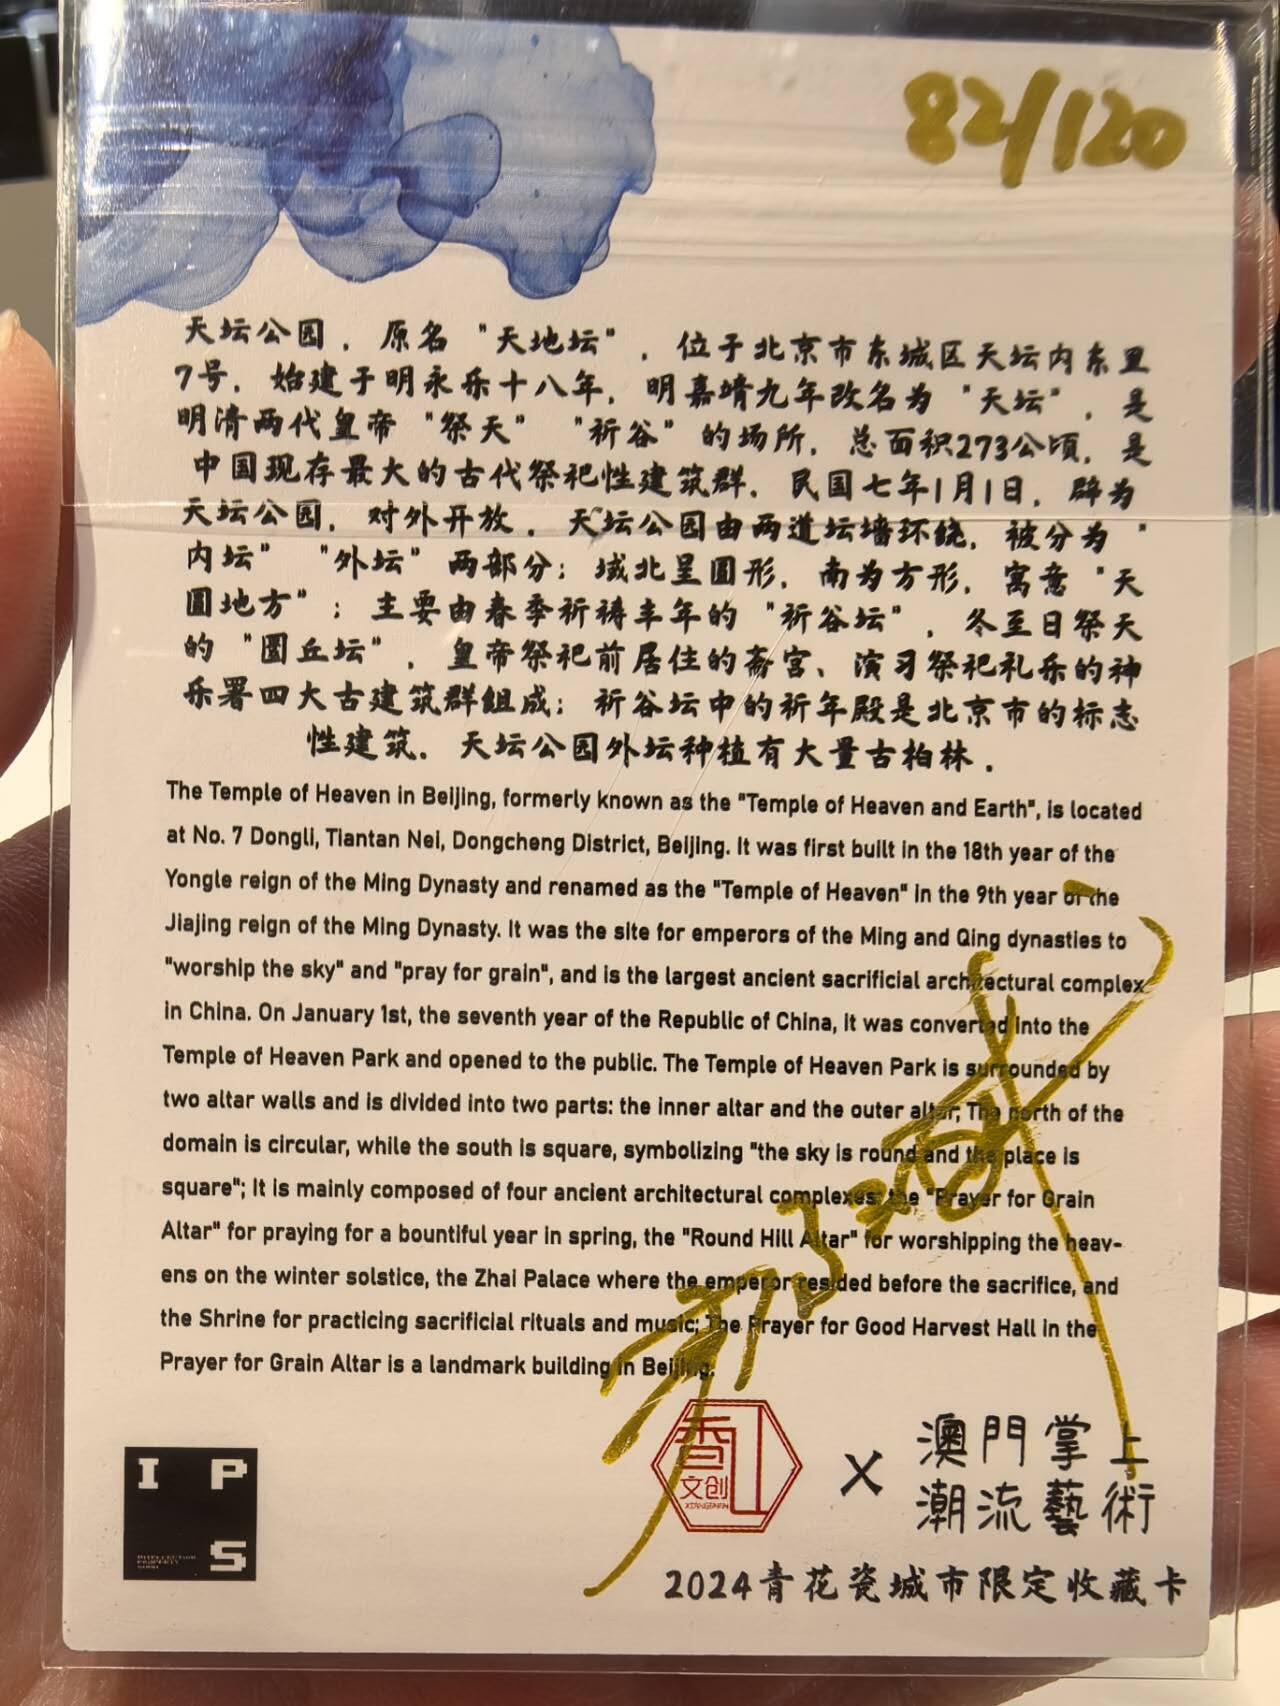 82/120
天坛公园，原名"天地坛"，位于北京市东城区天坛内东里
7号，始建于明永乐十八年，明嘉靖九年改名为"天坛"，是
明清两代皇帝"祭天""祈谷"的场所，总面积273公顷，是
中国现存最大的古代祭祀性建筑群，民国七年1月1日，辟为
天坛公园，对外开放．天坛公园由两道坛墙环绕，被分为"
内坛""外坛"两部分；域北呈圆形，南为方形，寓意"天
圆地方"；主要由春季祈祷丰年的"祈谷坛"，冬至日祭天
的"圜丘坛"，皇帝祭祀前居住的斋宫、演习祭祀礼乐的神
乐署四大古建筑群组成；祈谷坛中的祈年殿是北京市的标志
性建筑．天坛公园外坛种植有大量古柏林．
The Temple of Heaven in Beijing, formerly known as the "Temple of Heaven and Earth", is located
at No. 7 Dongli, Tiantan Nei, Dongcheng District, Beijing. It was first built in the 18th year of the
Yongle reign of the Ming Dynasty and renamed as the "Temple of Heaven" in the 9th year of the
Jiajing reign of the Ming Dynasty. It was the site for emperors of the Ming and Qing dynasties to
"worship the sky" and "pray for grain", and is the largest ancient sacrificial architectural complex
in China. On January 1st, the seventh year of the Republic of China, it was converted into the
Temple of Heaven Park and opened to the public. The Temple of Heaven Park is surrounded by
two altar walls and is divided into two parts: the inner altar and the outer altar; The north of the
domain is circular, while the south is square, symbolizing "the sky is round and the place is
square"; It is mainly composed of four ancient architectural complexes: the "Prayer for Grain
Altar" for praying for a bountiful year in spring, the "Round Hill Altar" for worshipping the heav-
ens on the winter solstice, the Zhai Palace where the emperor resided before the sacrifice, and
the Shrine for practicing sacrificial rituals and music; The Prayer for Good Harvest Hall in the
Prayer for Grain Altar is a landmark building in Beijing.
I P
S
INTELLECTION
PROPERTY
文创
×
澳門掌上
潮流藝術
2024青花瓷城市限定收藏卡